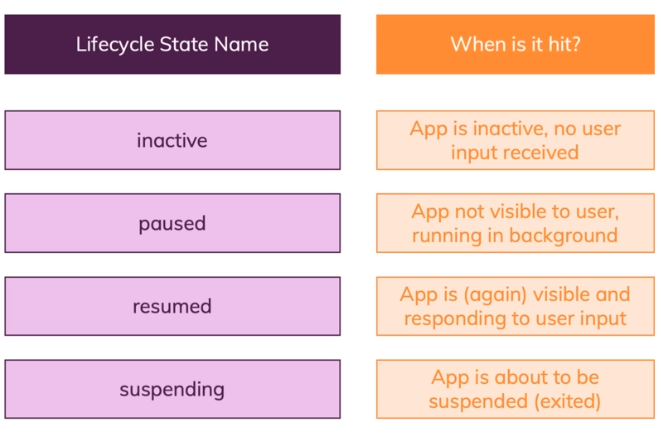 Lifecycle State Name
When is it hit?
inactive
App is inactive, no user
input received
paused
App not visible to user,
running in background
resumed
App is (again) visible and
responding to user input
suspending
App is about to be
suspended (exited)